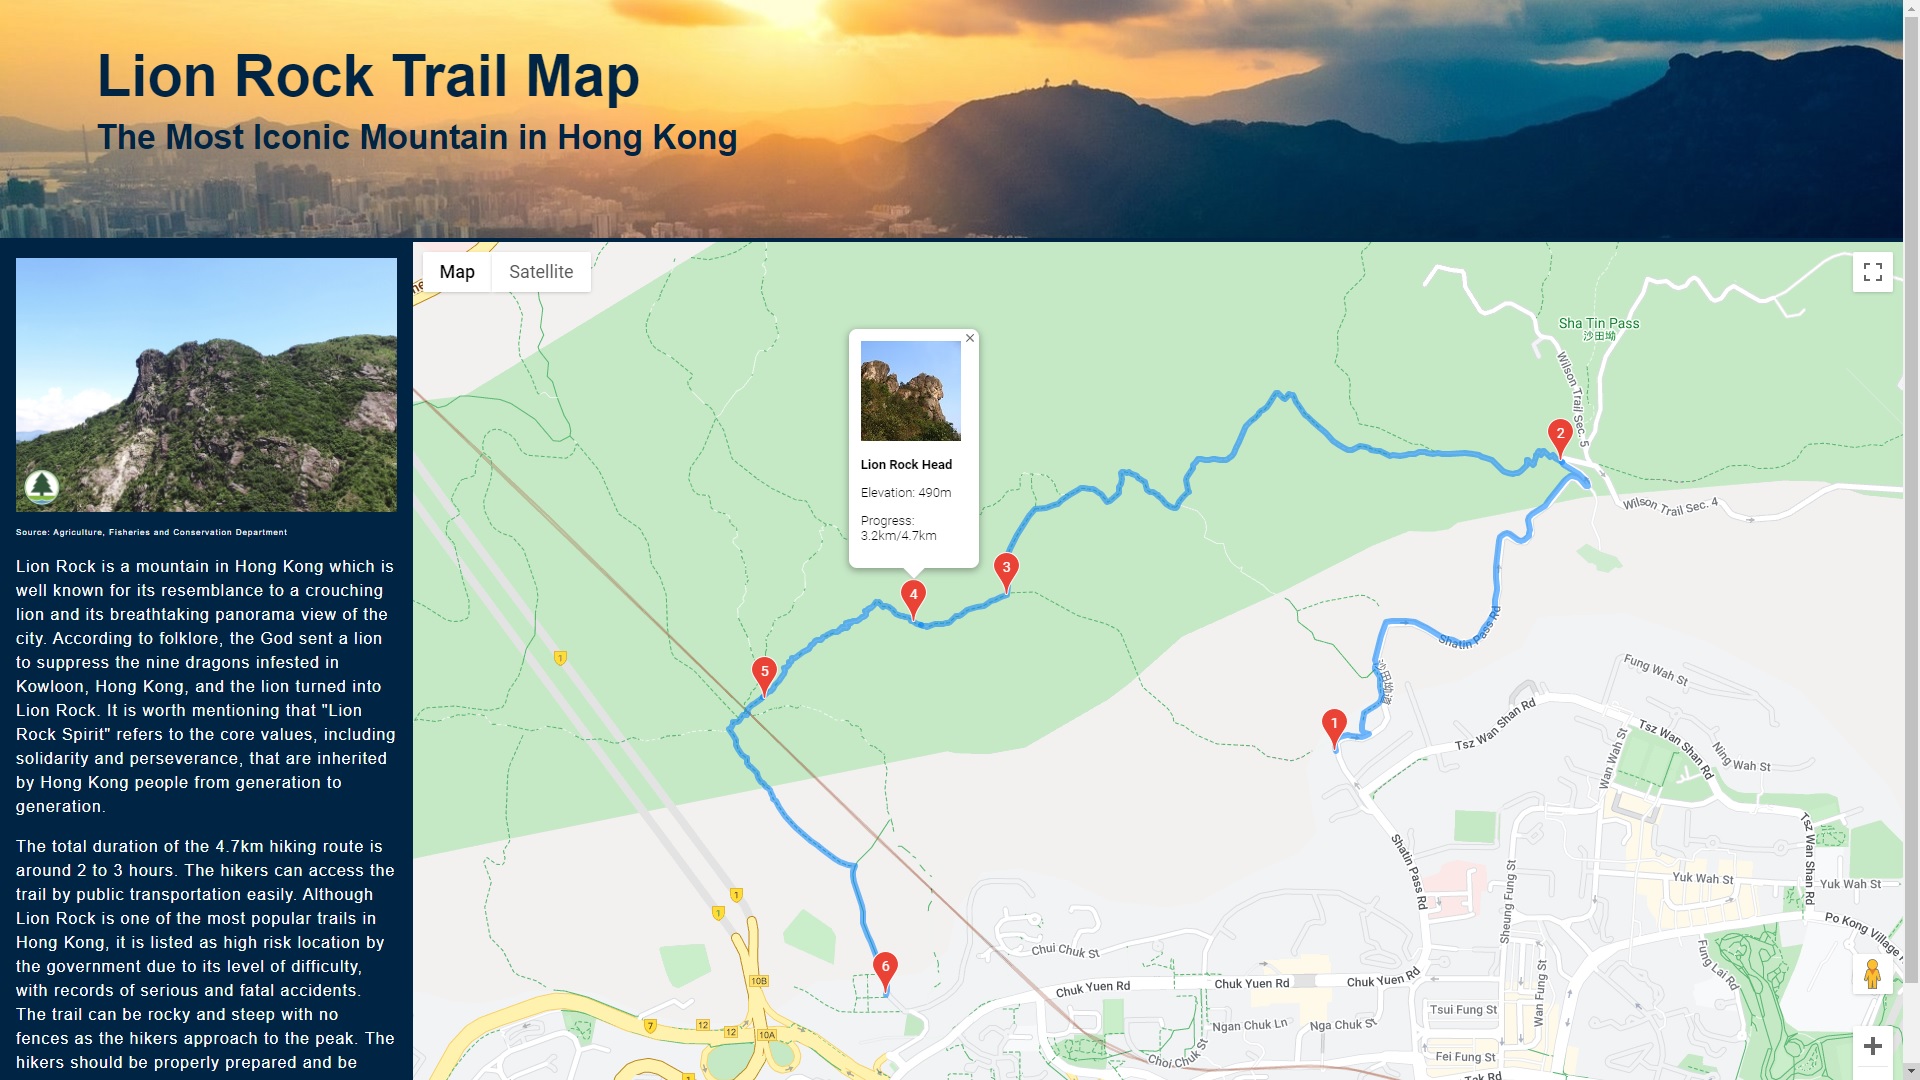 Lion Rock Trail Map
The Most Iconic Mountain in Hong Kong
Source: Agriculture, Fisheries and Conservation Department
Lion Rock is a mountain in Hong Kong which is
well known for its resemblance to a crouching
lion and its breathtaking panorama view of the
city. According to folklore, the God sent a lion
to suppress the nine dragons infested in
Kowloon, Hong Kong, and the lion turned into
Lion Rock. It is worth mentioning that "Lion
Rock Spirit" refers to the core values, including
solidarity and perseverance, that are inherited
by Hong Kong people from generation to
generation.
The total duration of the 4.7km hiking route is
around 2 to 3 hours. The hikers can access the
trail by public transportation easily. Although
Lion Rock is one of the most popular trails in
Hong Kong, it is listed as high risk location by
the government due to its level of difficulty,
with records of serious and fatal accidents.
The trail can be rocky and steep with no
fences as the hikers approach to the peak. The
hikers should be properly prepared and be
Map
Satellite
Sha Tin Pass
沙田坳
Wilson Trail Sec. 5
Lion Rock Head
Elevation: 490m
Progress:
3.2km/4.7km
2
Wilson Trail Sec. 4
3
4
Shatin Pass Rd
沙田坳道
1
5
6
1
Fung Wah St
Tsz Wan Shan Rd
Tsz Wan Shan Rd
Ning Wah St
Wan Wah St
Tsz Wan Shan Rd
Shatin Pass Rd
Sheung Fung St
Yuk Wah St
Yuk Wah St
Po Kong Village
Fung Lai Rd
1
1
Chui Chuk St
Chuk Yuen Rd
Chuk Yuen Rd
Chuk Yuen Rd
Wan Fung St
10B
7
12
12
10A
Ngan Chuk Ln
Nga Chuk St
Tsui Fung St
Choi Chuk St
Fei Fung St
Tak Rd
1